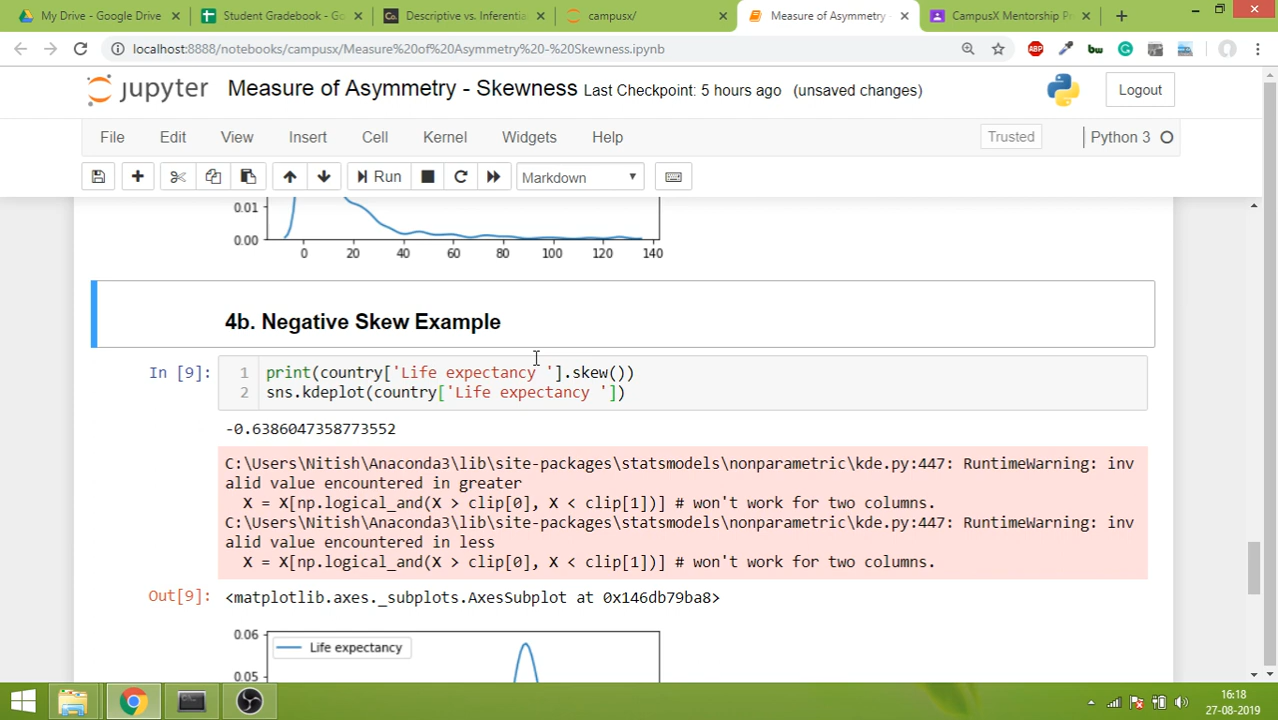 My Drive - Google Drive
Student Gradebook - Go
Descriptive vs. Inferentia
campusx/
Measure of Asymmetry -
CampusX Mentorship Pr
localhost:8888/notebooks/campusx/Measure%20of%20Asymmetry%20-%20Skewness.ipynb
ABP
bw
jupyter
Measure of Asymmetry - Skewness Last Checkpoint: 5 hours ago (unsaved changes)
Logout
File Edit View Insert Cell Kernel Widgets Help
Trusted
Python 3
Run
Markdown
0.01
0.00
0 20 40 60 80 100 120 140
4b. Negative Skew Example
In [9]:
1 print(country['Life expectancy '].skew())
2 sns.kdeplot(country['Life expectancy '])
-0.6386047358773552
C:\Users\Nitish\Anaconda3\lib\site-packages\statsmodels\nonparametric\kde.py:447: RuntimeWarning: inv
alid value encountered in greater
X = X[np.logical_and(X > clip[0], X < clip[1])] # won't work for two columns.
C:\Users\Nitish\Anaconda3\lib\site-packages\statsmodels\nonparametric\kde.py:447: RuntimeWarning: inv
alid value encountered in less
X = X[np.logical_and(X > clip[0], X < clip[1])] # won't work for two columns.
Out[9]: <matplotlib.axes._subplots.AxesSubplot at 0x146db79ba8>
0.06
Life expectancy
0.05
16:18
27-08-2019